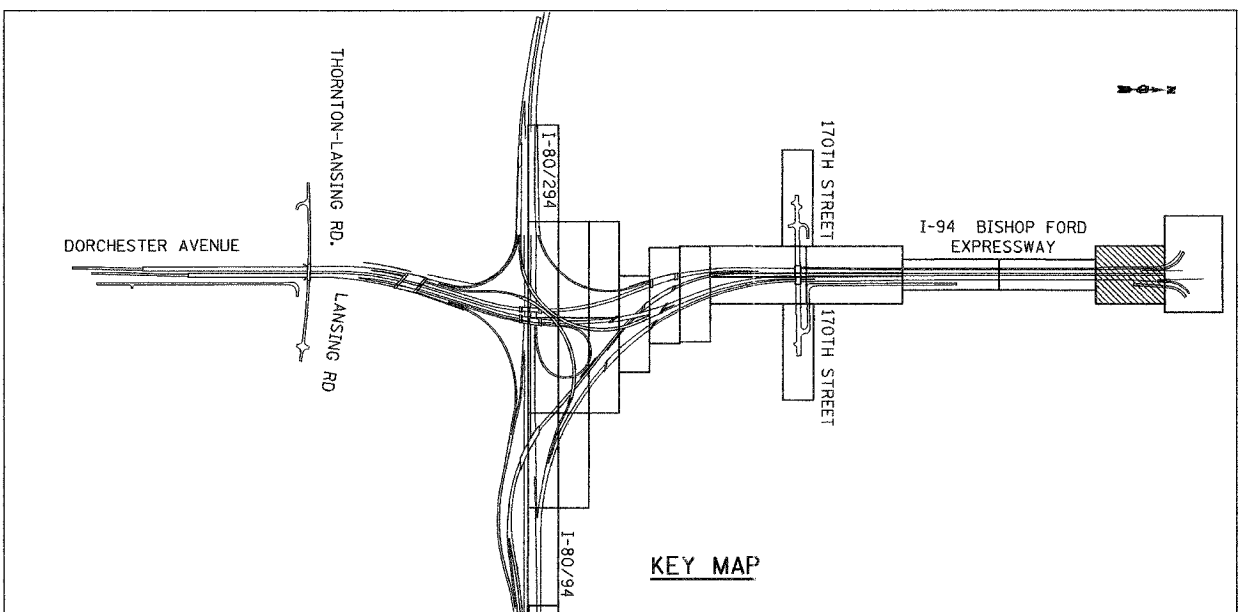 THORNTON-LANSING RD.
LANSING RD
DORCHESTER AVENUE
I-80/294
I-80/94
170TH STREET
170TH STREET
I-94 BISHOP FORD
EXPRESSWAY
N
KEY MAP